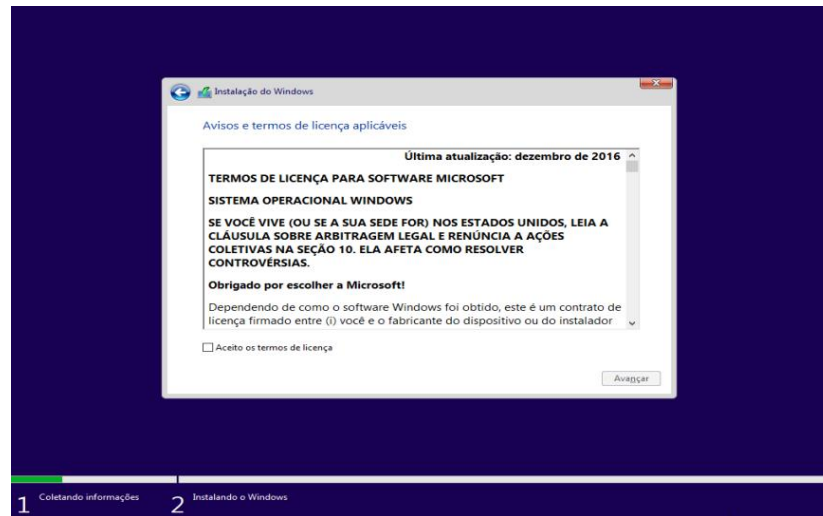 Instalação do Windows
Avisos e termos de licença aplicáveis
Última atualização: dezembro de 2016
TERMOS DE LICENÇA PARA SOFTWARE MICROSOFT
SISTEMA OPERACIONAL WINDOWS
SE VOCÊ VIVE (OU SE A SUA SEDE FOR) NOS ESTADOS UNIDOS, LEIA A
CLÁUSULA SOBRE ARBITRAGEM LEGAL E RENÚNCIA A AÇÕES
COLETIVAS NA SEÇÃO 10. ELA AFETA COMO RESOLVER
CONTROVÉRSIAS.
Obrigado por escolher a Microsoft!
Dependendo de como o software Windows foi obtido, este é um contrato de
licença firmado entre (i) você e o fabricante do dispositivo ou do instalador
Aceito os termos de licença
Avançar
1 Coletando informações
2 Instalando o Windows